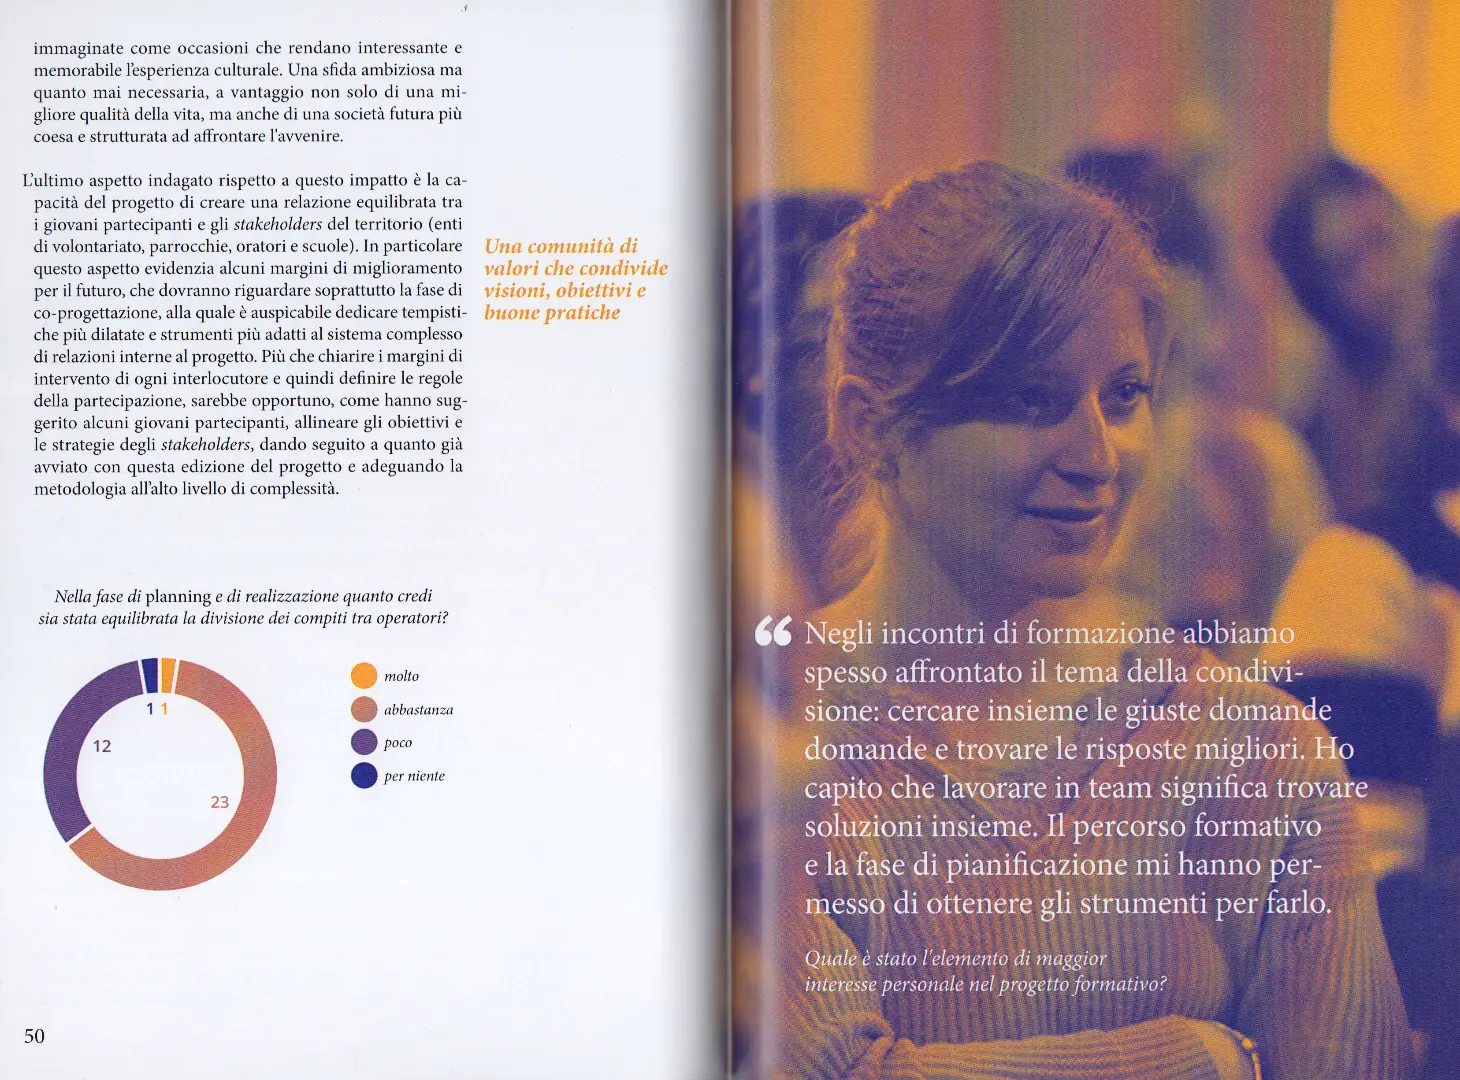 immaginate come occasioni che rendano interessante e
memorabile l'esperienza culturale. Una sfida ambiziosa ma
quanto mai necessaria, a vantaggio non solo di una mi-
gliore qualità della vita, ma anche di una società futura più
coesa e strutturata ad affrontare l'avvenire.
L'ultimo aspetto indagato rispetto a questo impatto è la ca-
pacità del progetto di creare una relazione equilibrata tra
i giovani partecipanti e gli stakeholders del territorio (enti
di volontariato, parrocchie, oratori e scuole). In particolare
questo aspetto evidenzia alcuni margini di miglioramento
per il futuro, che dovranno riguardare soprattutto la fase di
co-progettazione, alla quale è auspicabile dedicare tempisti-
che più dilatate e strumenti più adatti al sistema complesso
di relazioni interne al progetto. Più che chiarire i margini di
intervento di ogni interlocutore e quindi definire le regole
della partecipazione, sarebbe opportuno, come hanno sug-
gerito alcuni giovani partecipanti, allineare gli obiettivi e
le strategie degli stakeholders, dando seguito a quanto già
avviato con questa edizione del progetto e adeguando la
metodologia all'alto livello di complessità.
Una comunità di
valori che condivide
visioni, obiettivi e
buone pratiche
Nella fase di planning e di realizzazione quanto credi
sia stata equilibrata la divisione dei compiti tra operatori?
1 1
12
23
molto
abbastanza
poco
per niente
50
“ Negli incontri di formazione abbiamo
spesso affrontato il tema della condivi-
sione: cercare insieme le giuste domande
domande e trovare le risposte migliori. Ho
capito che lavorare in team significa trovare
soluzioni insieme. Il percorso formativo
e la fase di pianificazione mi hanno per-
messo di ottenere gli strumenti per farlo.
Quale è stato l'elemento di maggior
interesse personale nel progetto formativo?